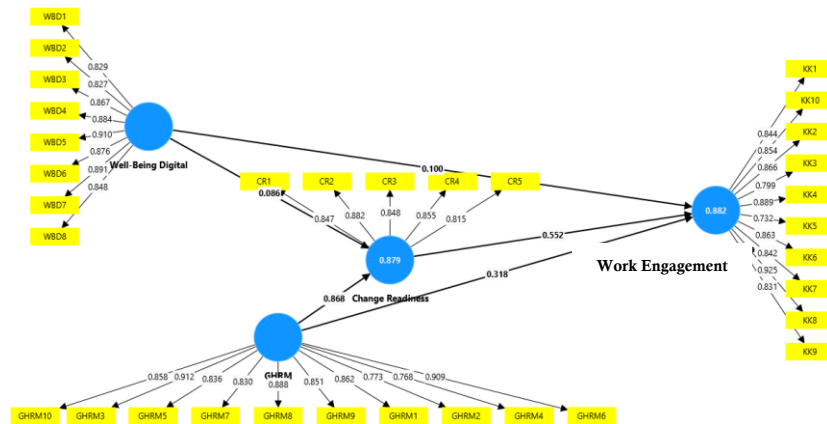 WBD1
WBD2
WBD3
WBD4
WBD5
WBD6
WBD7
WBD8
0.829
0.827
0.867
0.884
0.910
0.876
0.891
0.848
Well-Being Digital
0.100
0.086
CR1
CR2
CR3
CR4
CR5
0.847
0.882
0.848
0.855
0.815
0.879
Change Readiness
0.552
0.318
0.868
GHRM
0.858
0.912
0.836
0.830
0.888
0.851
0.862
0.773
0.768
0.909
GHRM10
GHRM3
GHRM5
GHRM7
GHRM8
GHRM9
GHRM1
GHRM2
GHRM4
GHRM6
0.882
Work Engagement
0.844
0.854
0.866
0.799
0.889
0.732
0.863
0.842
0.925
0.831
KK1
KK10
KK2
KK3
KK4
KK5
KK6
KK7
KK8
KK9